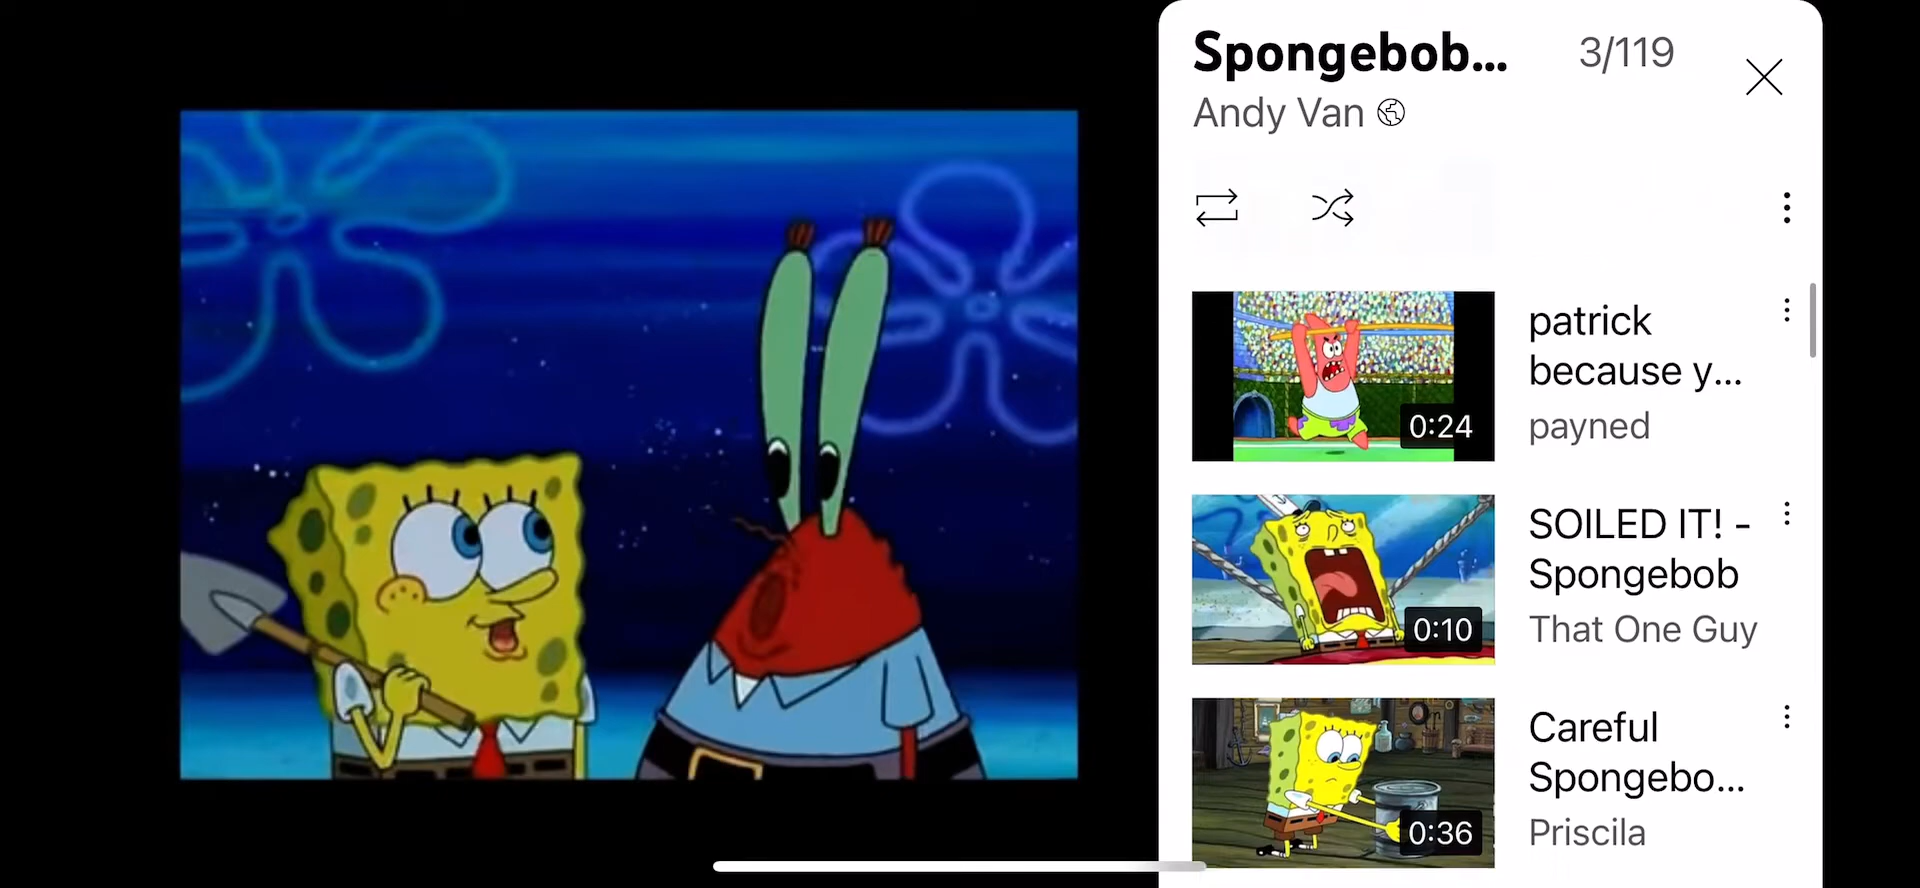 Spongebob... 3/119
Andy Van
patrick
because y...
payned
0:24
SOILED IT! -
Spongebob
That One Guy
0:10
Careful
Spongebo...
Priscila
0:36